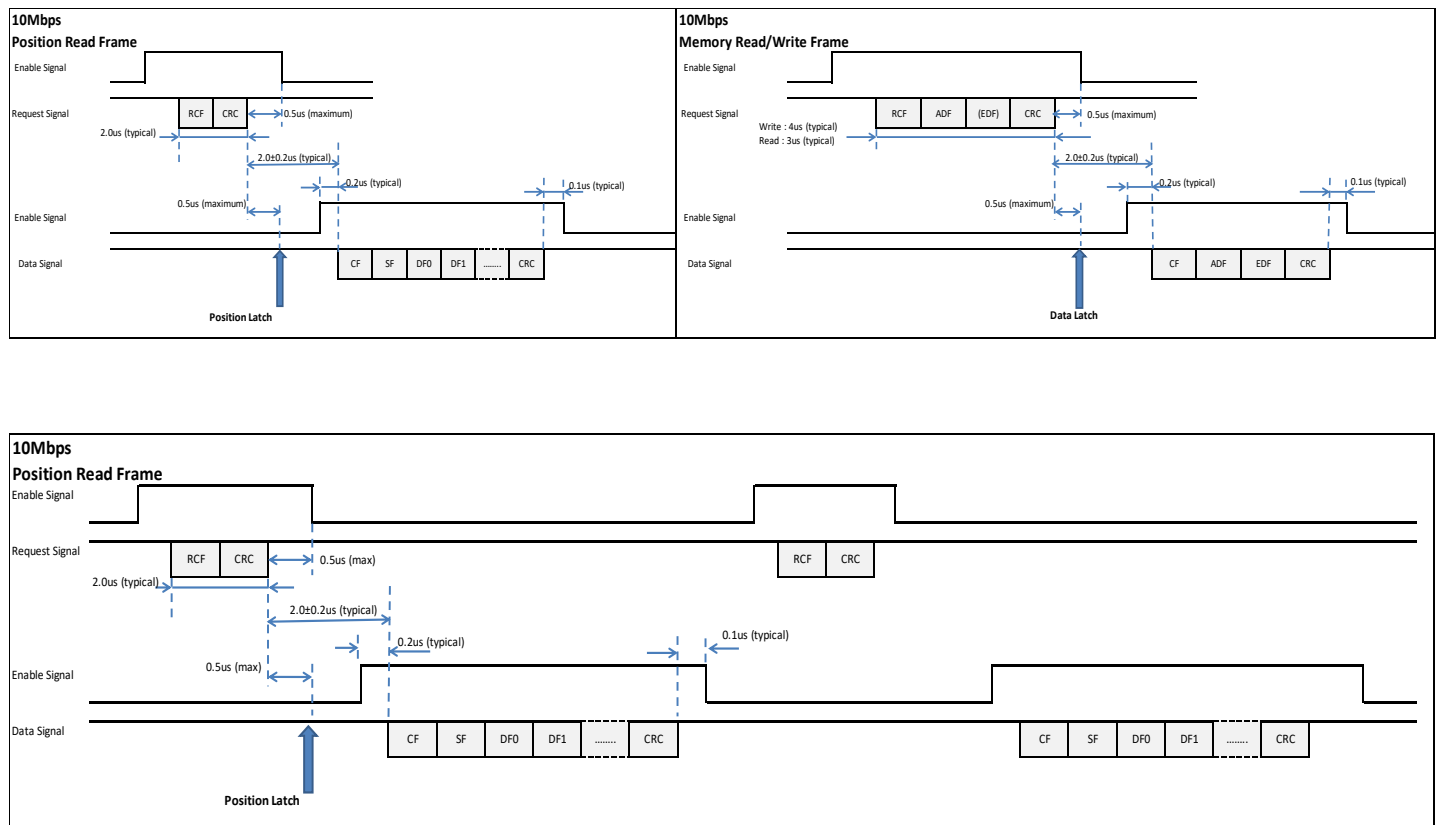 10Mbps
Position Read Frame
Enable Signal
Request Signal
RCF CRC
0.5us (maximum)
2.0us (typical)
2.0±0.2us (typical)
0.2us (typical)
0.1us (typical)
0.5us (maximum)
Enable Signal
Data Signal
CF SF DF0 DF1 ........ CRC
Position Latch
10Mbps
Memory Read/Write Frame
Enable Signal
Request Signal
RCF ADF (EDF) CRC
0.5us (maximum)
Write : 4us (typical)
Read : 3us (typical)
2.0±0.2us (typical)
0.2us (typical)
0.1us (typical)
0.5us (maximum)
Enable Signal
Data Signal
CF ADF EDF CRC
Data Latch
10Mbps
Position Read Frame
Enable Signal
Request Signal
RCF CRC
0.5us (max)
RCF CRC
2.0us (typical)
2.0±0.2us (typical)
0.2us (typical)
0.1us (typical)
0.5us (max)
Enable Signal
Data Signal
CF SF DF0 DF1 ........ CRC
CF SF DF0 DF1 ........ CRC
Position Latch